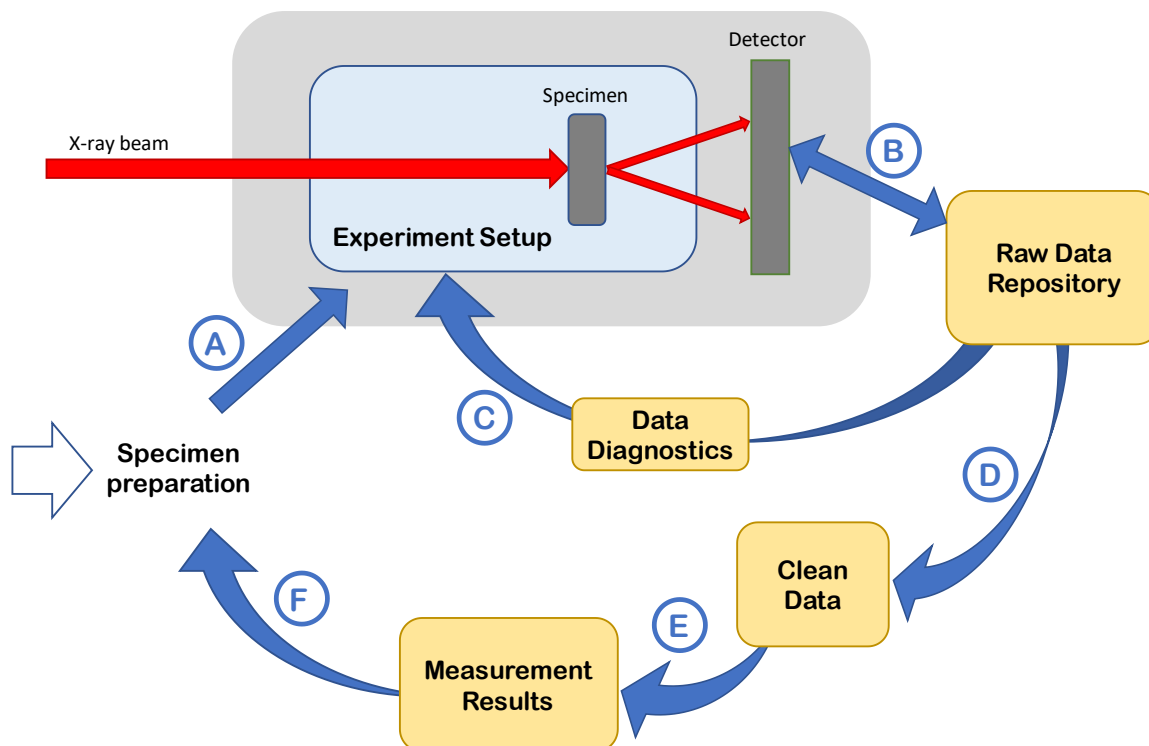 Detector
Specimen
X-ray beam
B
Experiment Setup
Raw Data
Repository
A
C
Data
Diagnostics
Specimen
preparation
D
Clean
Data
F
E
Measurement
Results